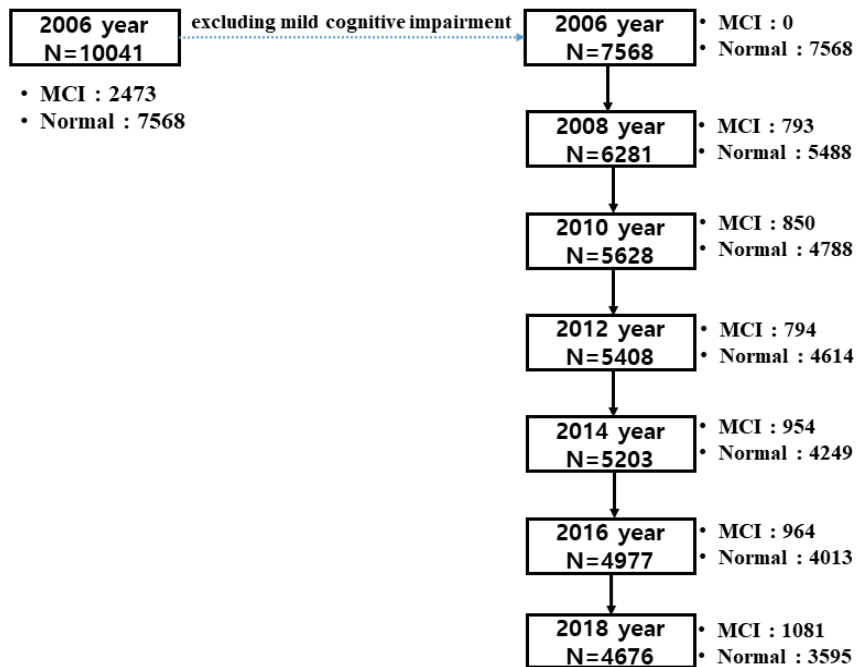 2006 year
N=10041
• MCI : 2473
• Normal : 7568
excluding mild cognitive impairment
2006 year
N=7568
• MCI : 0
• Normal : 7568
2008 year
N=6281
• MCI : 793
• Normal : 5488
2010 year
N=5628
• MCI : 850
• Normal : 4788
2012 year
N=5408
• MCI : 794
• Normal : 4614
2014 year
N=5203
• MCI : 954
• Normal : 4249
2016 year
N=4977
• MCI : 964
• Normal : 4013
2018 year
N=4676
• MCI : 1081
• Normal : 3595